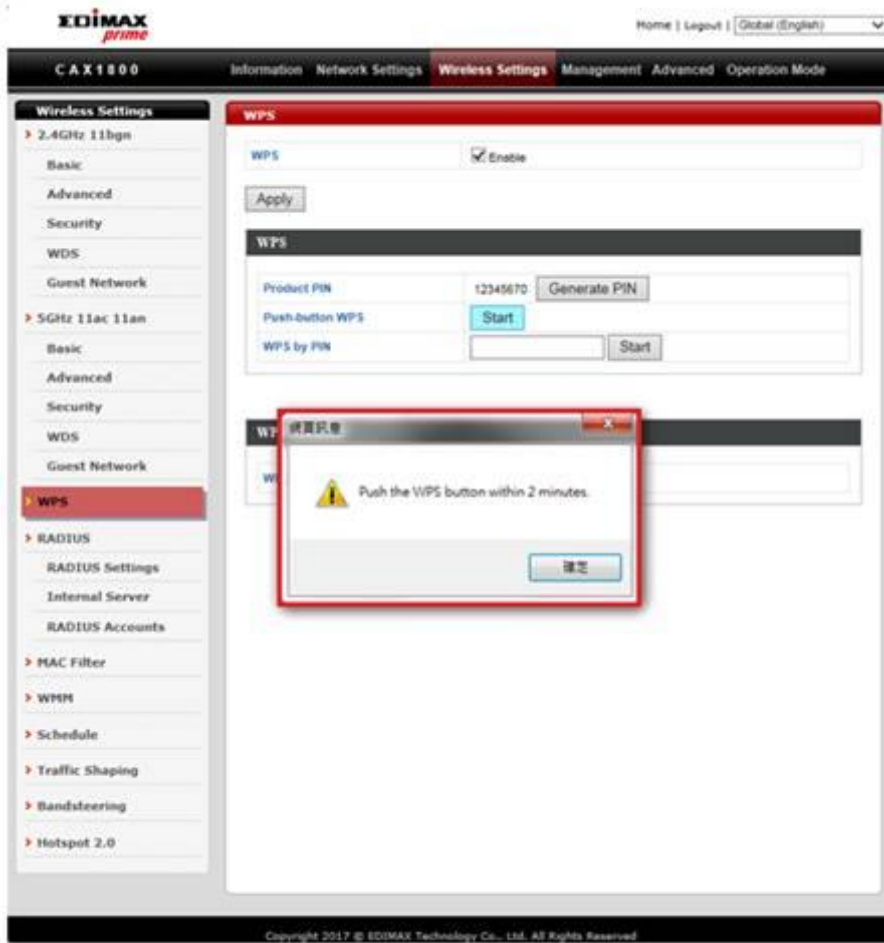 EDIMAX
prime
Home | Logout | Global (English)
CAX1800
Information Network Settings Wireless Settings Management Advanced Operation Mode
Wireless Settings
2.4GHz 11bgn
Basic
Advanced
Security
WDS
Guest Network
5GHz 11ac 11an
Basic
Advanced
Security
WDS
Guest Network
WPS
RADIUS
RADIUS Settings
Internal Server
RADIUS Accounts
MAC Filter
WMM
Schedule
Traffic Shaping
Bandsteering
Hotspot 2.0
WPS
WPS Enable
Apply
WPS
Product PIN 12345670 Generate PIN
Push-button WPS Start
WPS by PIN Start
網頁訊息
Push the WPS button within 2 minutes.
確定
Copyright 2017 © EDIMAX Technology Co., Ltd. All Rights Reserved